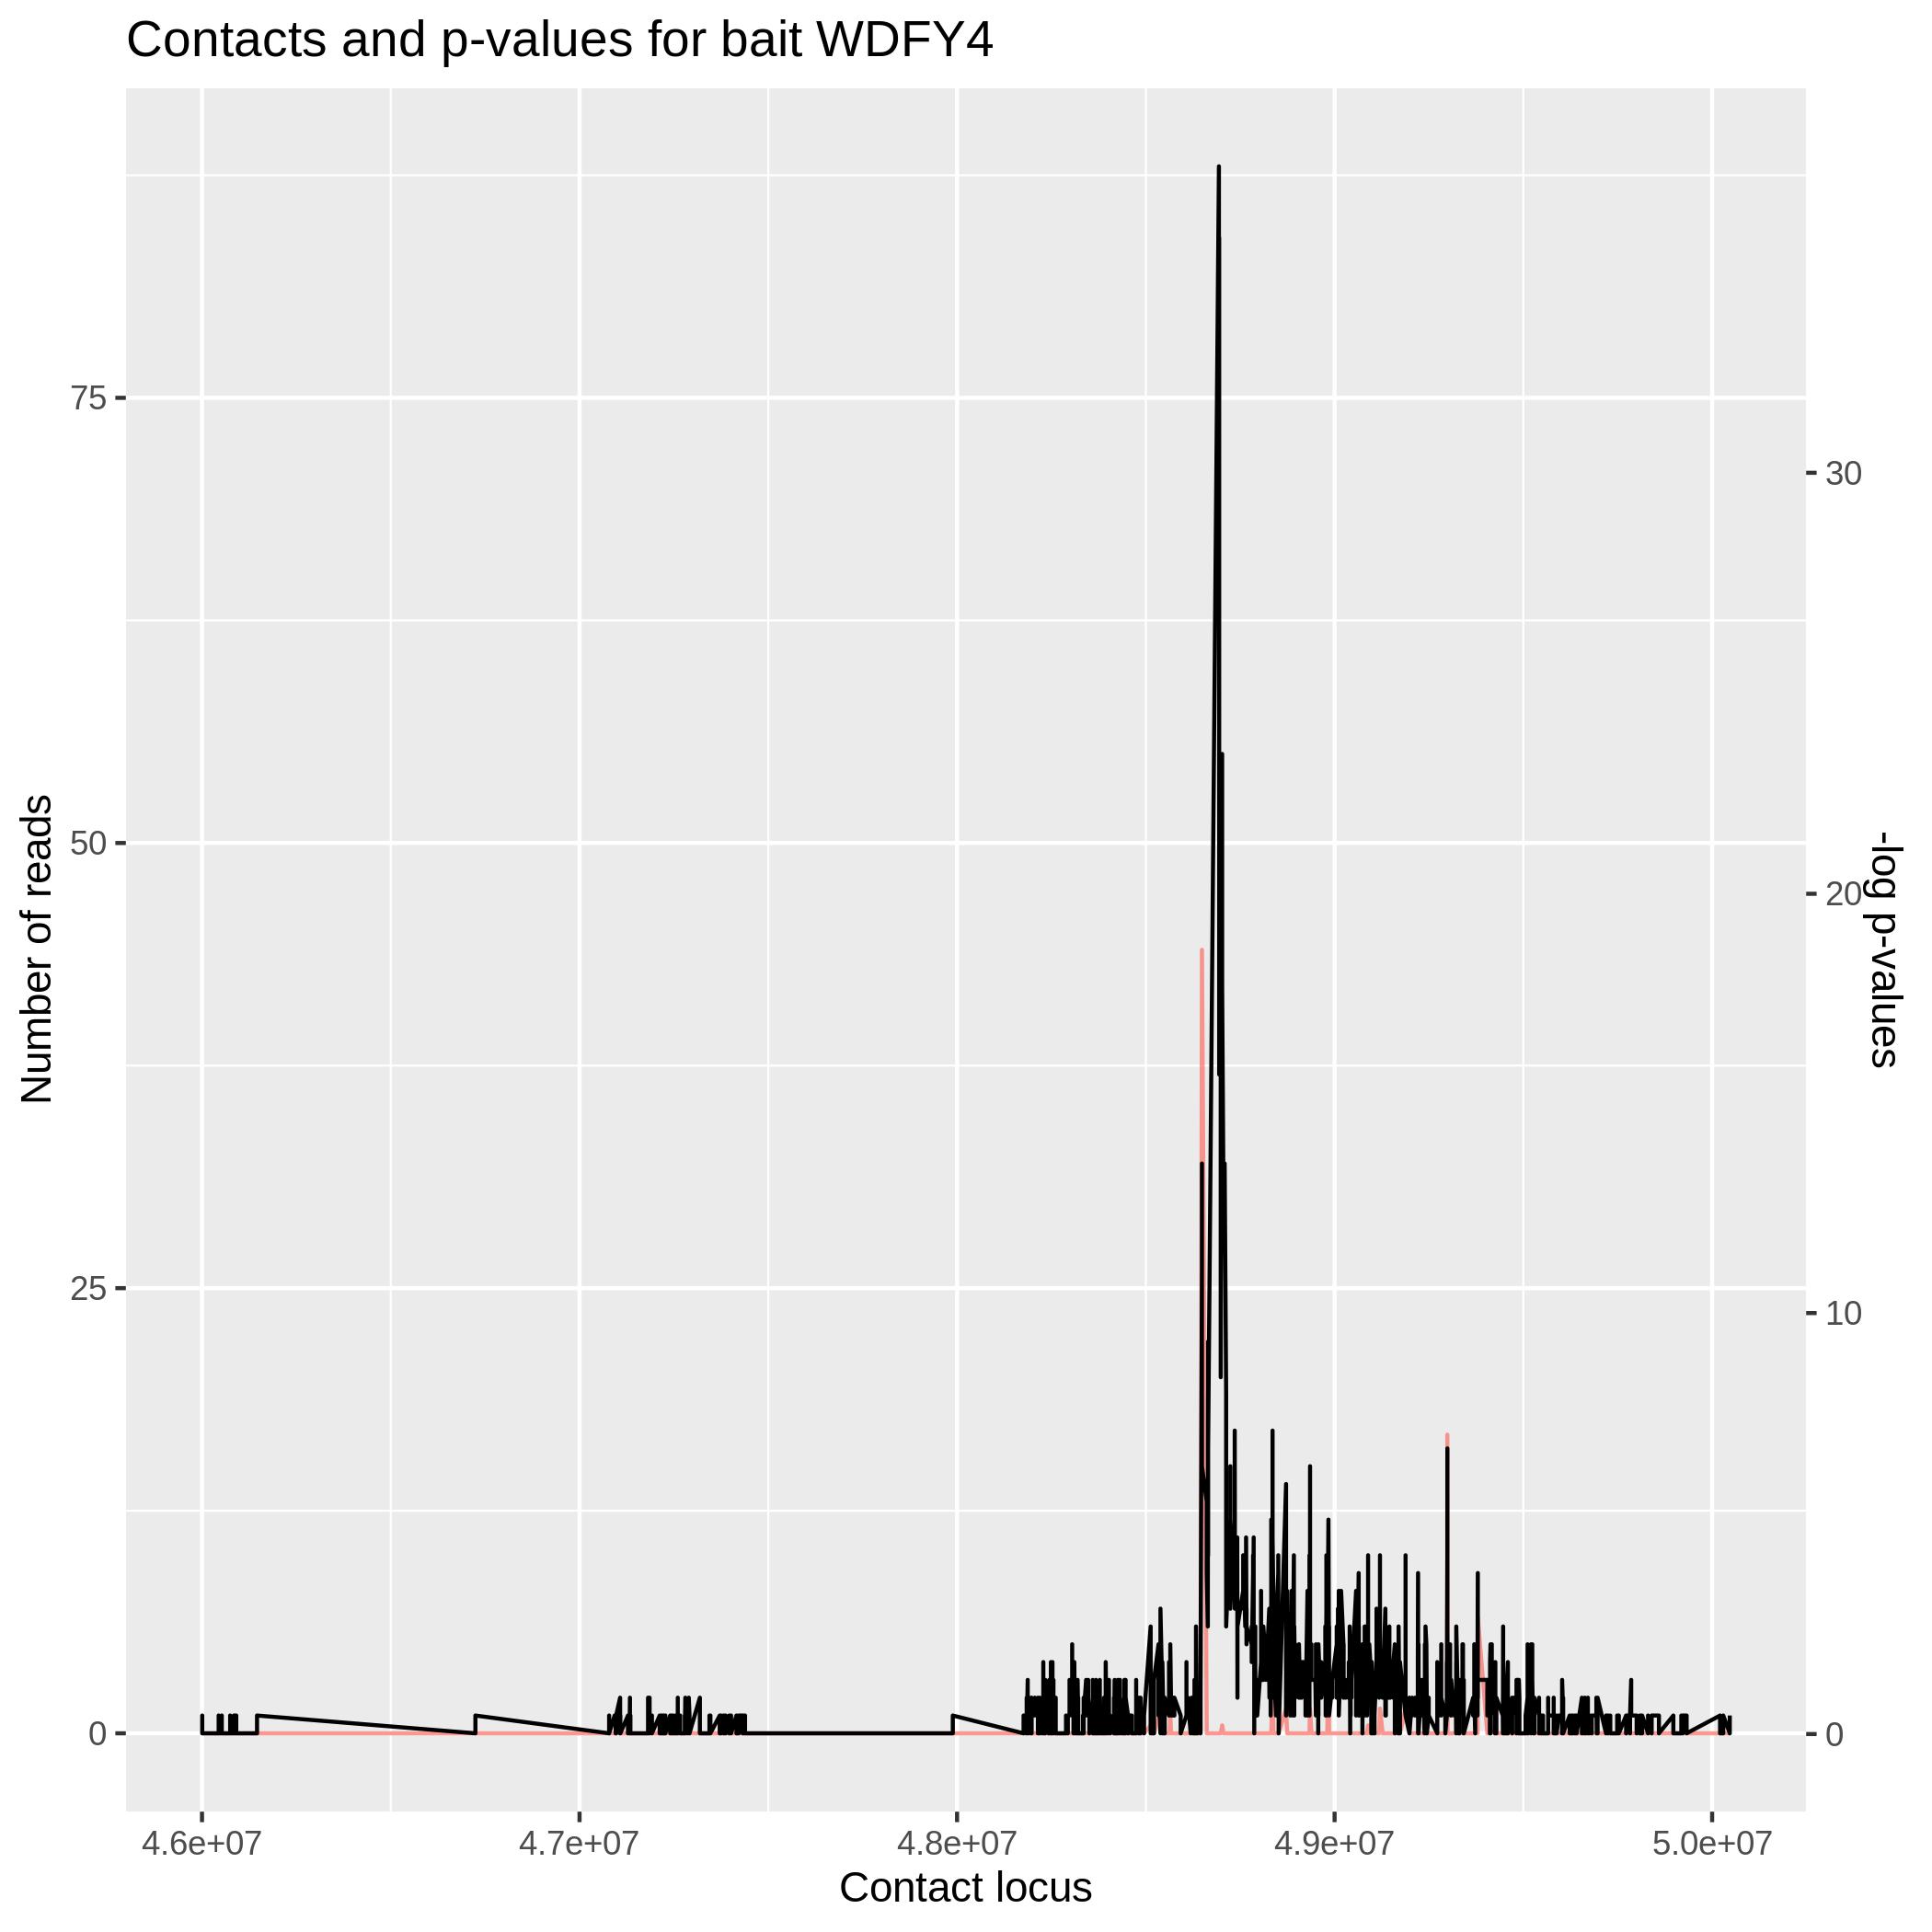 Contacts and p-values for bait WDFY4
Number of reads
75
50
25
0
30
20
10
0
-log p-values
4.6e+07 4.7e+07 4.8e+07 4.9e+07 5.0e+07
Contact locus